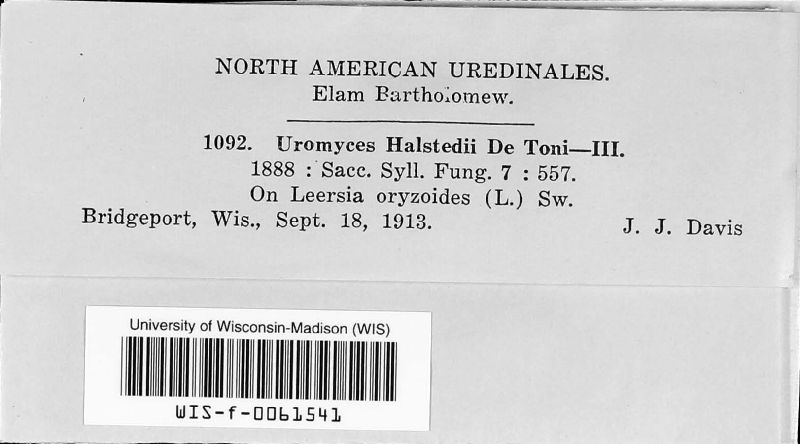 NORTH AMERICAN UREDINALES.
Elam Bartholomew.
1092. Uromyces Halstedii De Toni—III.
1888 : Sacc. Syll. Fung. 7 : 557.
On Leersia oryzoides (L.) Sw.
Bridgeport, Wis., Sept. 18, 1913. J. J. Davis
University of Wisconsin-Madison (WIS)
WIS-f-0061541